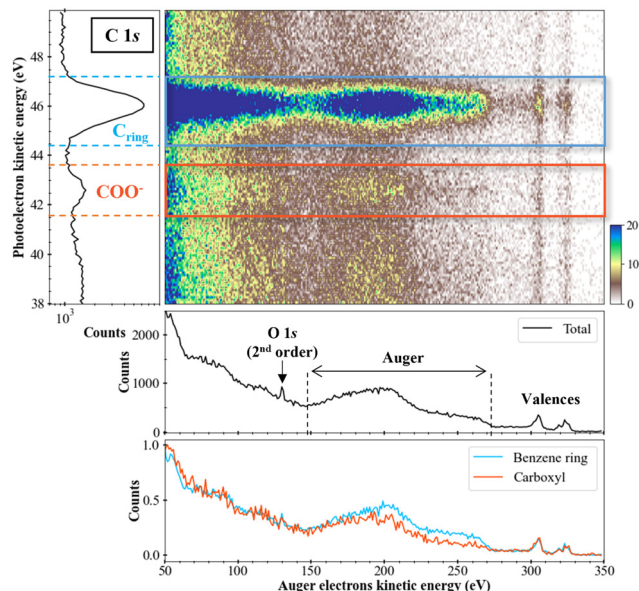 C 1s
50
48
46
44
42
40
38
Photoelectron kinetic energy (eV)
C_ring
COO⁻
10³
Counts
20
10
0
2000
1000
0
Counts
O 1s
(2nd order)
Auger
Valences
Total
1.0
0.5
0.0
Counts
Benzene ring
Carboxyl
50 100 150 200 250 300 350
Auger electrons kinetic energy (eV)